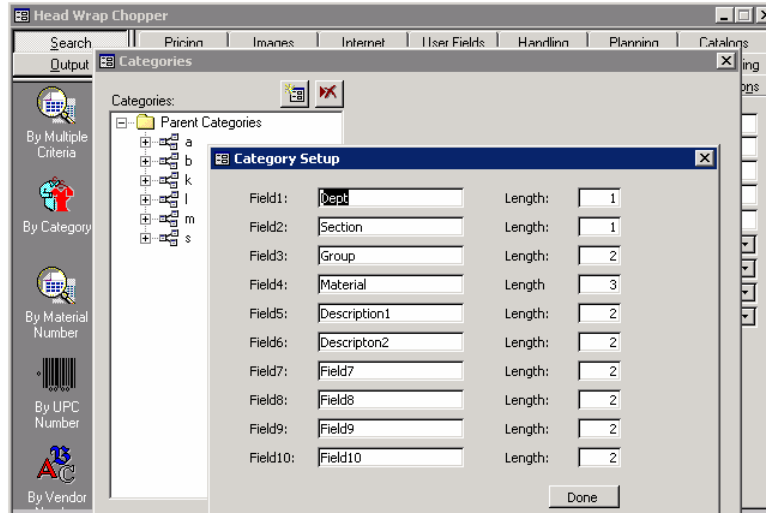 Head Wrap Chopper
Search Pricing Images Internet User Fields Handling Planning Catalogs
Output
Categories
ing
ons
Categories:
Parent Categories
a
b
k
l
m
s
By Multiple
Criteria
By Category
By Material
Number
By UPC
Number
By Vendor
Category Setup
Field1: Dept Length: 1
Field2: Section Length: 1
Field3: Group Length: 2
Field4: Material Length 3
Field5: Description1 Length: 2
Field6: Descripton2 Length: 2
Field7: Field7 Length: 2
Field8: Field8 Length: 2
Field9: Field9 Length: 2
Field10: Field10 Length: 2
Done